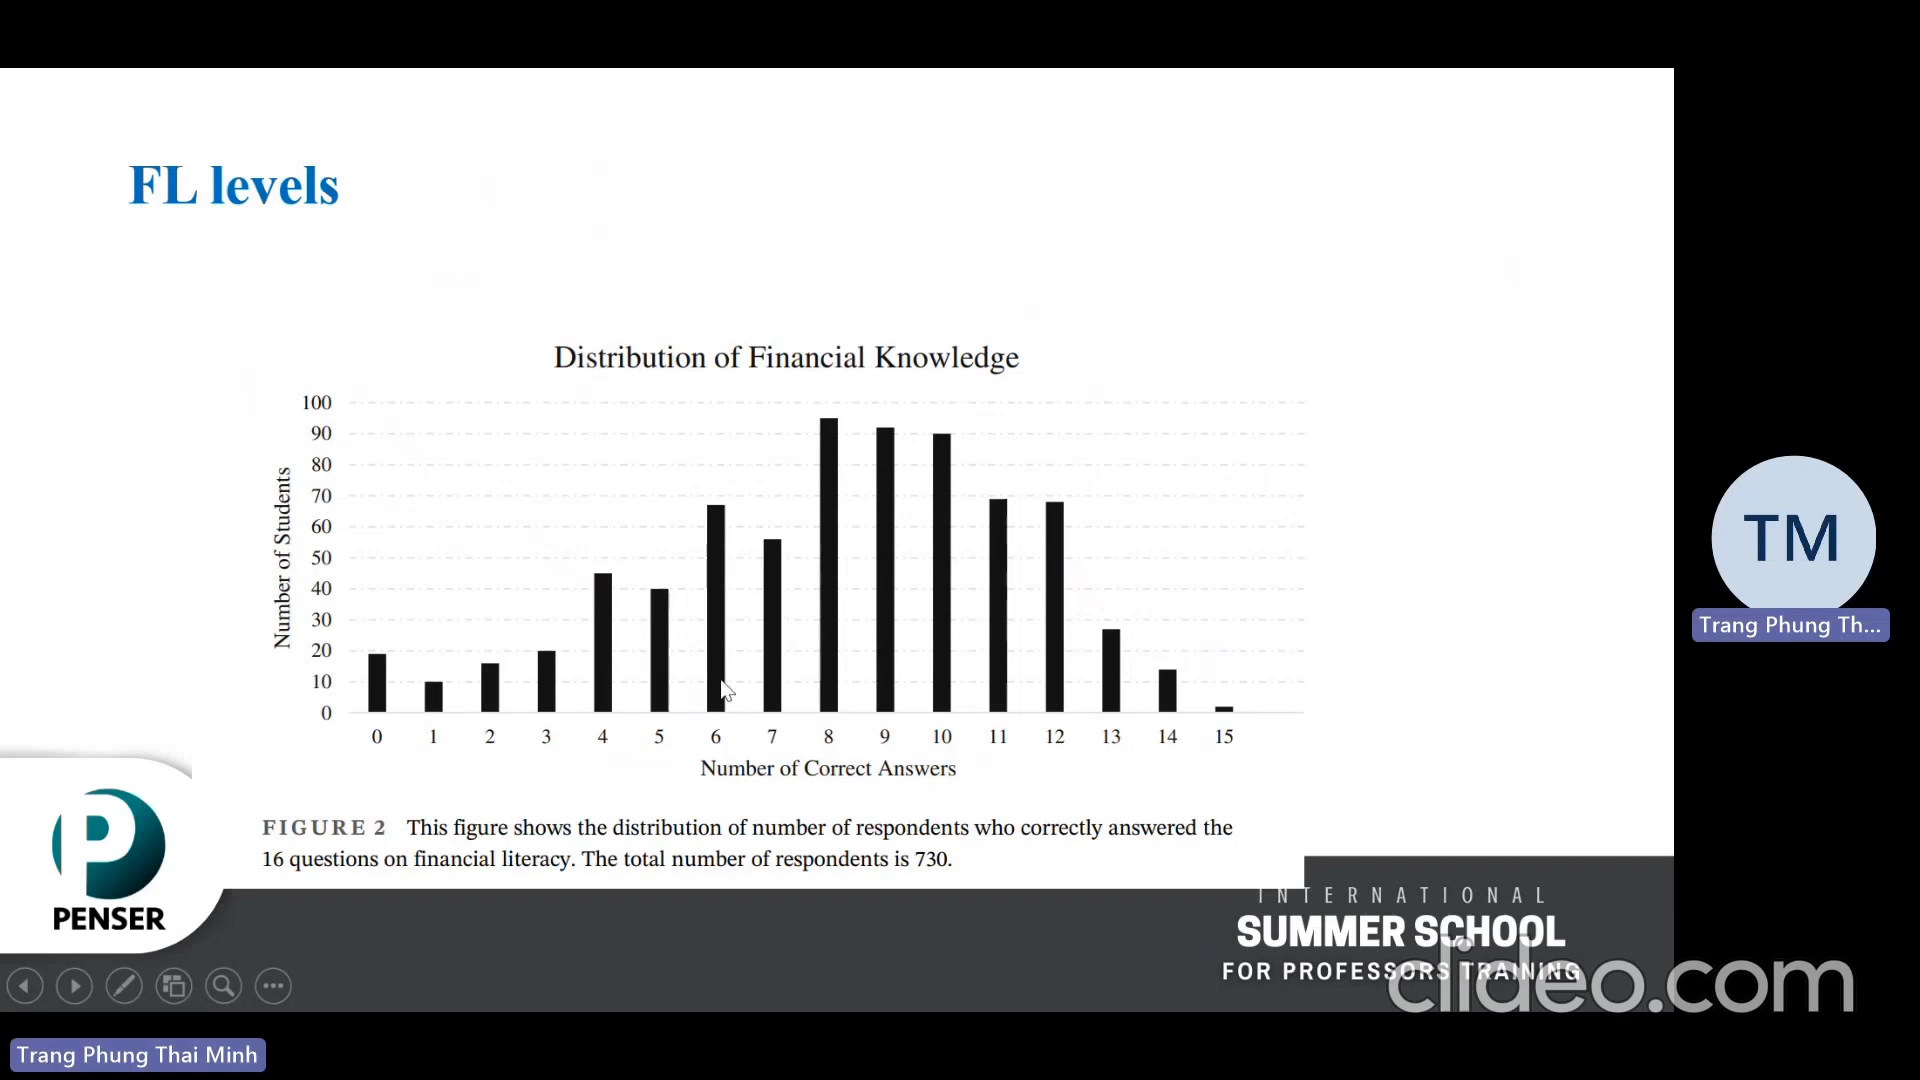 FL levels
Distribution of Financial Knowledge
100
90
80
70
60
50
40
30
20
10
0
Number of Students
0 1 2 3 4 5 6 7 8 9 10 11 12 13 14 15
Number of Correct Answers
FIGURE 2 This figure shows the distribution of number of respondents who correctly answered the
16 questions on financial literacy. The total number of respondents is 730.
P
PENSER
INTERNATIONAL
SUMMER SCHOOL
FOR PROFESSORS TRAINING
clideo.com
TM
Trang Phung Th...
Trang Phung Thai Minh